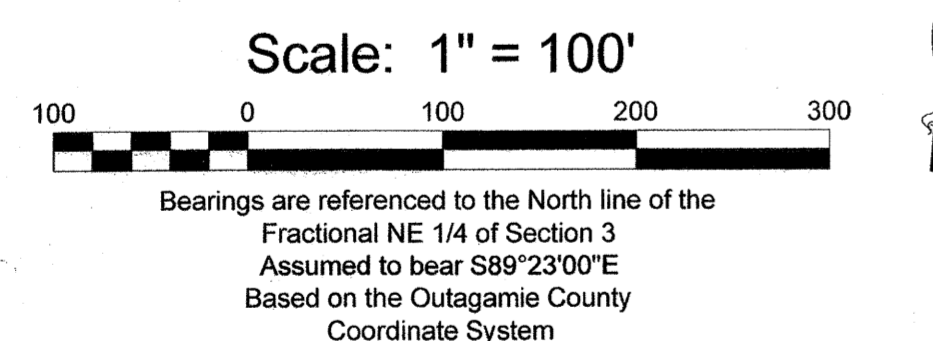 Scale: 1" = 100'
100 0 100 200 300
Bearings are referenced to the North line of the
Fractional NE 1/4 of Section 3
Assumed to bear S89°23'00"E
Based on the Outagamie County
Coordinate System